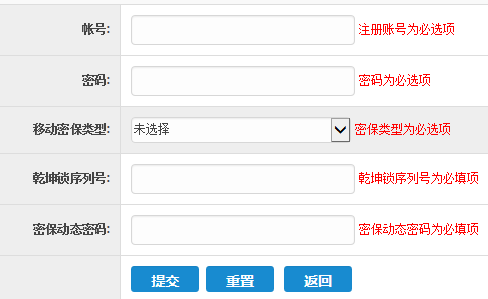 帐号: 注册账号为必选项
密码: 密码为必选项
移动密保类型: 未选择 密保类型为必选项
乾坤锁序列号: 乾坤锁序列号为必填项
密保动态密码: 密保动态密码为必填项
提交 重置 返回